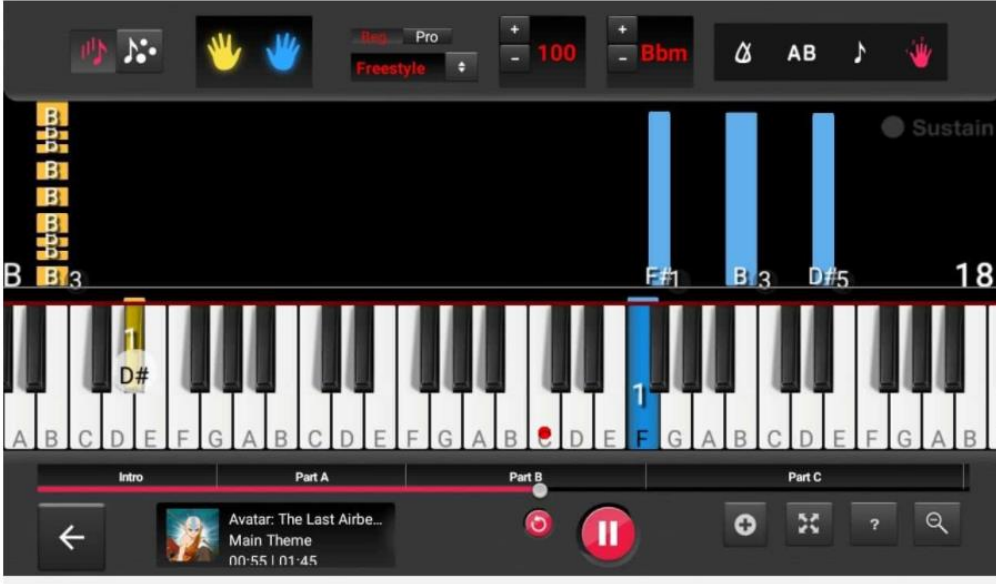 Beg. Pro
+ +
- 100 - Bbm AB
Freestyle
B
B
B
B
B
B
B
B
Sustain
B B 3 F#1 B 3 D#5 18
1
D#
1
A B C D E F G A B C D E F G A B C D E F G A B C D E F G A B
Intro Part A Part B Part C
Avatar: The Last Airbe...
Main Theme
00:55 | 01:45
?